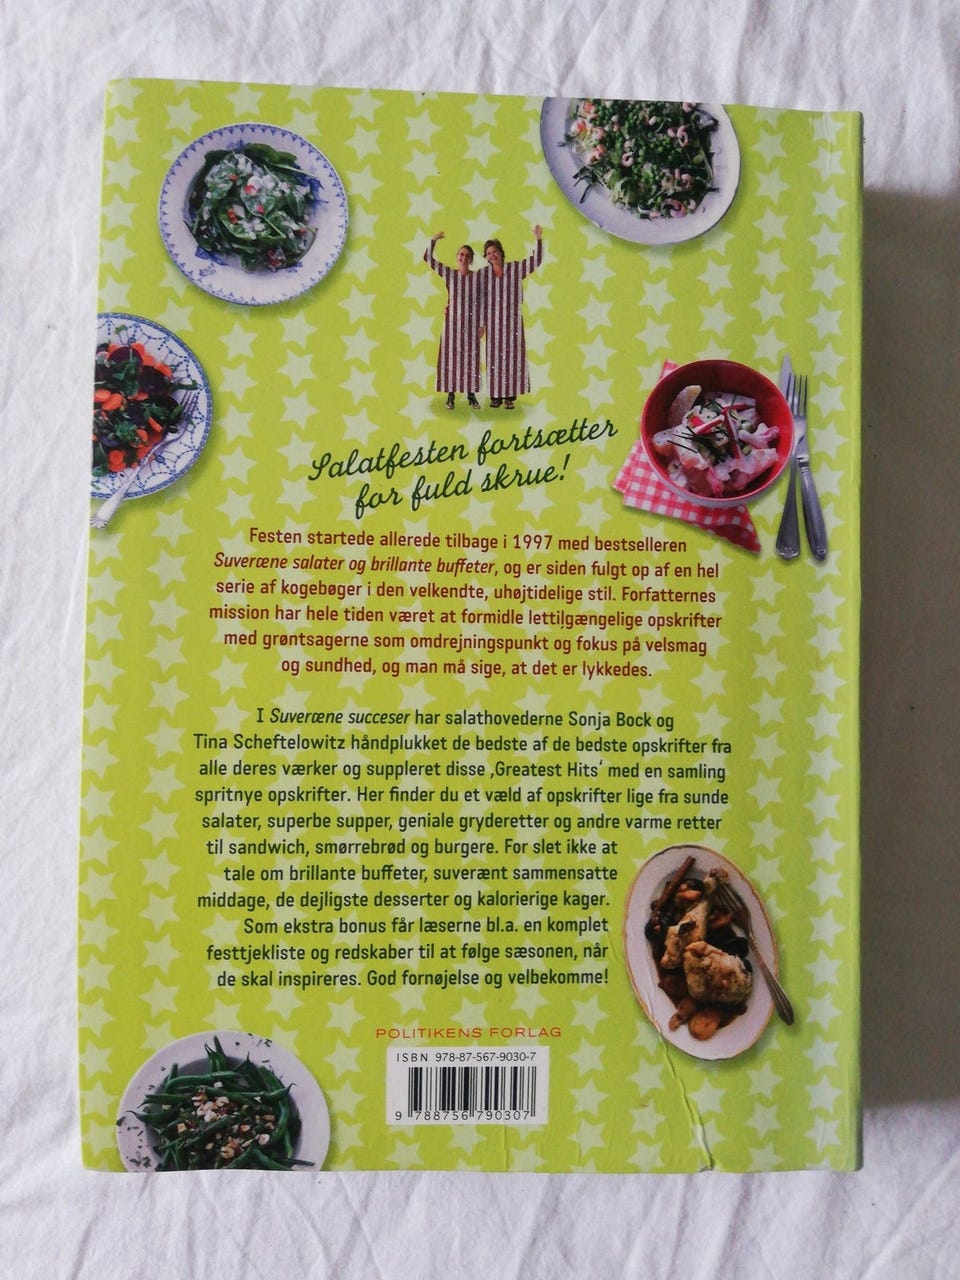 Salatfesten fortsætter
for fuld skrue!
Festen startede allerede tilbage i 1997 med bestselleren
Suveræne salater og brillante buffeter, og er siden fulgt op af en hel
serie af kogebøger i den velkendte, uhøjtidelige stil. Forfatternes
mission har hele tiden været at formidle lettilgængelige opskrifter
med grøntsagerne som omdrejningspunkt og fokus på velsmag
og sundhed, og man må sige, at det er lykkedes.
I Suveræne succeser har salathovederne Sonja Bock og
Tina Scheftelowitz håndplukket de bedste af de bedste opskrifter fra
alle deres værker og suppleret disse ‚Greatest Hits‘ med en samling
spritnye opskrifter. Her finder du et væld af opskrifter lige fra sunde
salater, superbe supper, geniale gryderetter og andre varme retter
til sandwich, smørrebrød og burgere. For slet ikke at
tale om brillante buffeter, suverænt sammensatte
middage, de dejligste desserter og kalorierige kager.
Som ekstra bonus får læserne bl.a. en komplet
festtjekliste og redskaber til at følge sæsonen, når
de skal inspireres. God fornøjelse og velbekomme!
POLITIKENS FORLAG
ISBN 978-87-567-9030-7
9 788756 790307